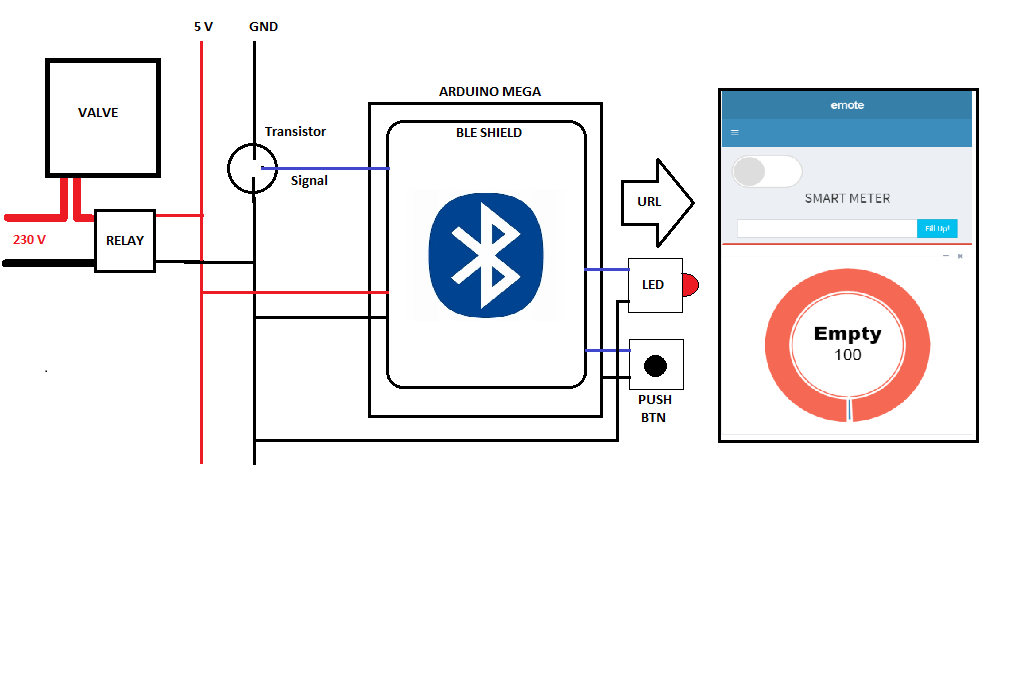 5 V
GND
VALVE
230 V
RELAY
Transistor
Signal
ARDUINO MEGA
BLE SHIELD
URL
LED
PUSH
BTN
emote
SMART METER
Fill Up!
Empty
100